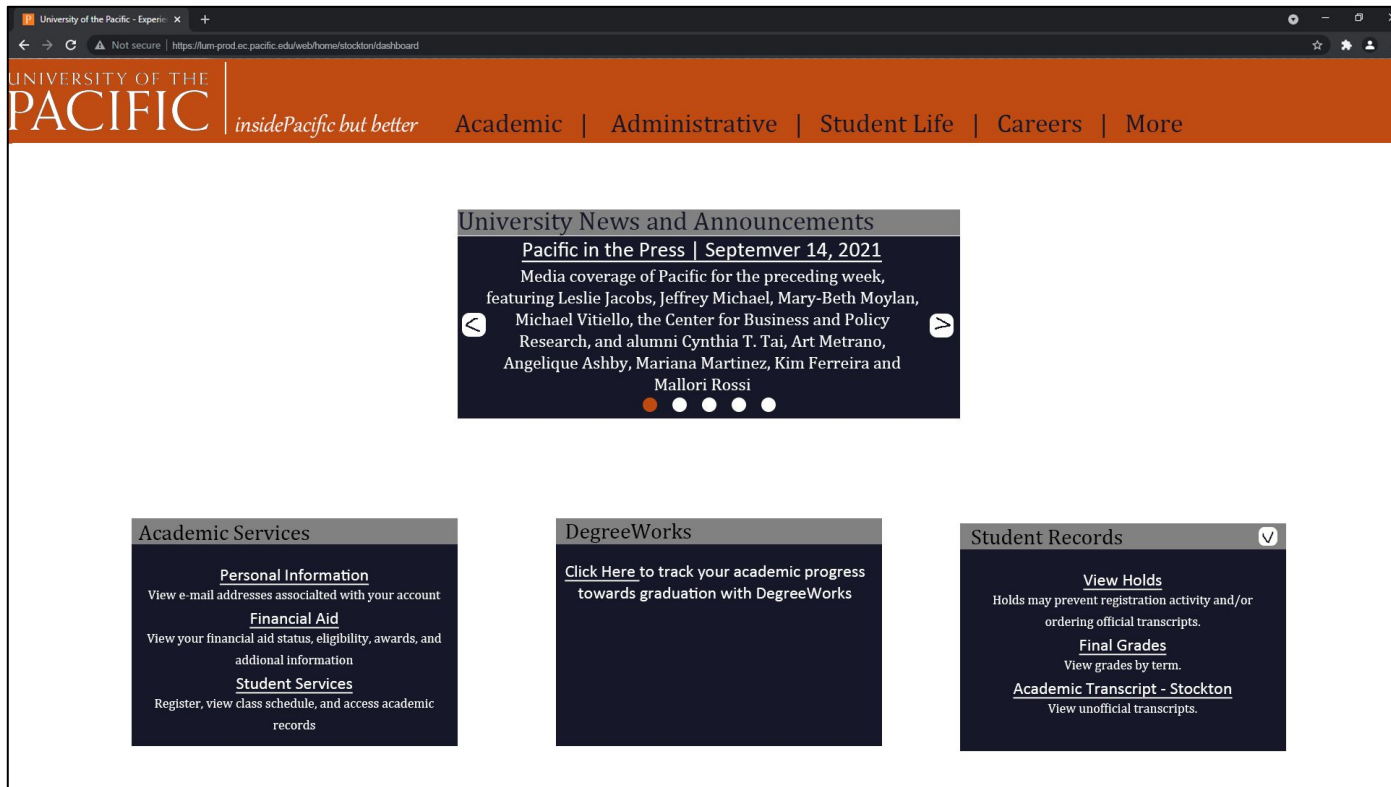 University of the Pacific - Experie
Not secure | https://lum-prod.ec.pacific.edu/web/home/stockton/dashboard
UNIVERSITY OF THE
PACIFIC
insidePacific but better
Academic | Administrative | Student Life | Careers | More
University News and Announcements
Pacific in the Press | Septemver 14, 2021
Media coverage of Pacific for the preceding week,
featuring Leslie Jacobs, Jeffrey Michael, Mary-Beth Moylan,
Michael Vitiello, the Center for Business and Policy
Research, and alumni Cynthia T. Tai, Art Metrano,
Angelique Ashby, Mariana Martinez, Kim Ferreira and
Mallori Rossi
Academic Services
Personal Information
View e-mail addresses associalted with your account
Financial Aid
View your financial aid status, eligibility, awards, and
addional information
Student Services
Register, view class schedule, and access academic
records
DegreeWorks
Click Here to track your academic progress
towards graduation with DegreeWorks
Student Records
View Holds
Holds may prevent registration activity and/or
ordering official transcripts.
Final Grades
View grades by term.
Academic Transcript - Stockton
View unofficial transcripts.